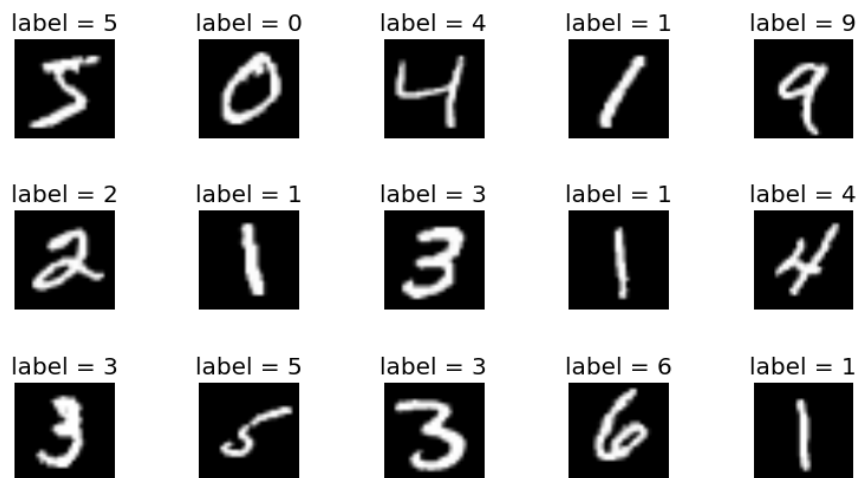 label = 5 label = 0 label = 4 label = 1 label = 9
5 0 4 1 9
label = 2 label = 1 label = 3 label = 1 label = 4
2 1 3 1 4
label = 3 label = 5 label = 3 label = 6 label = 1
3 5 3 6 1